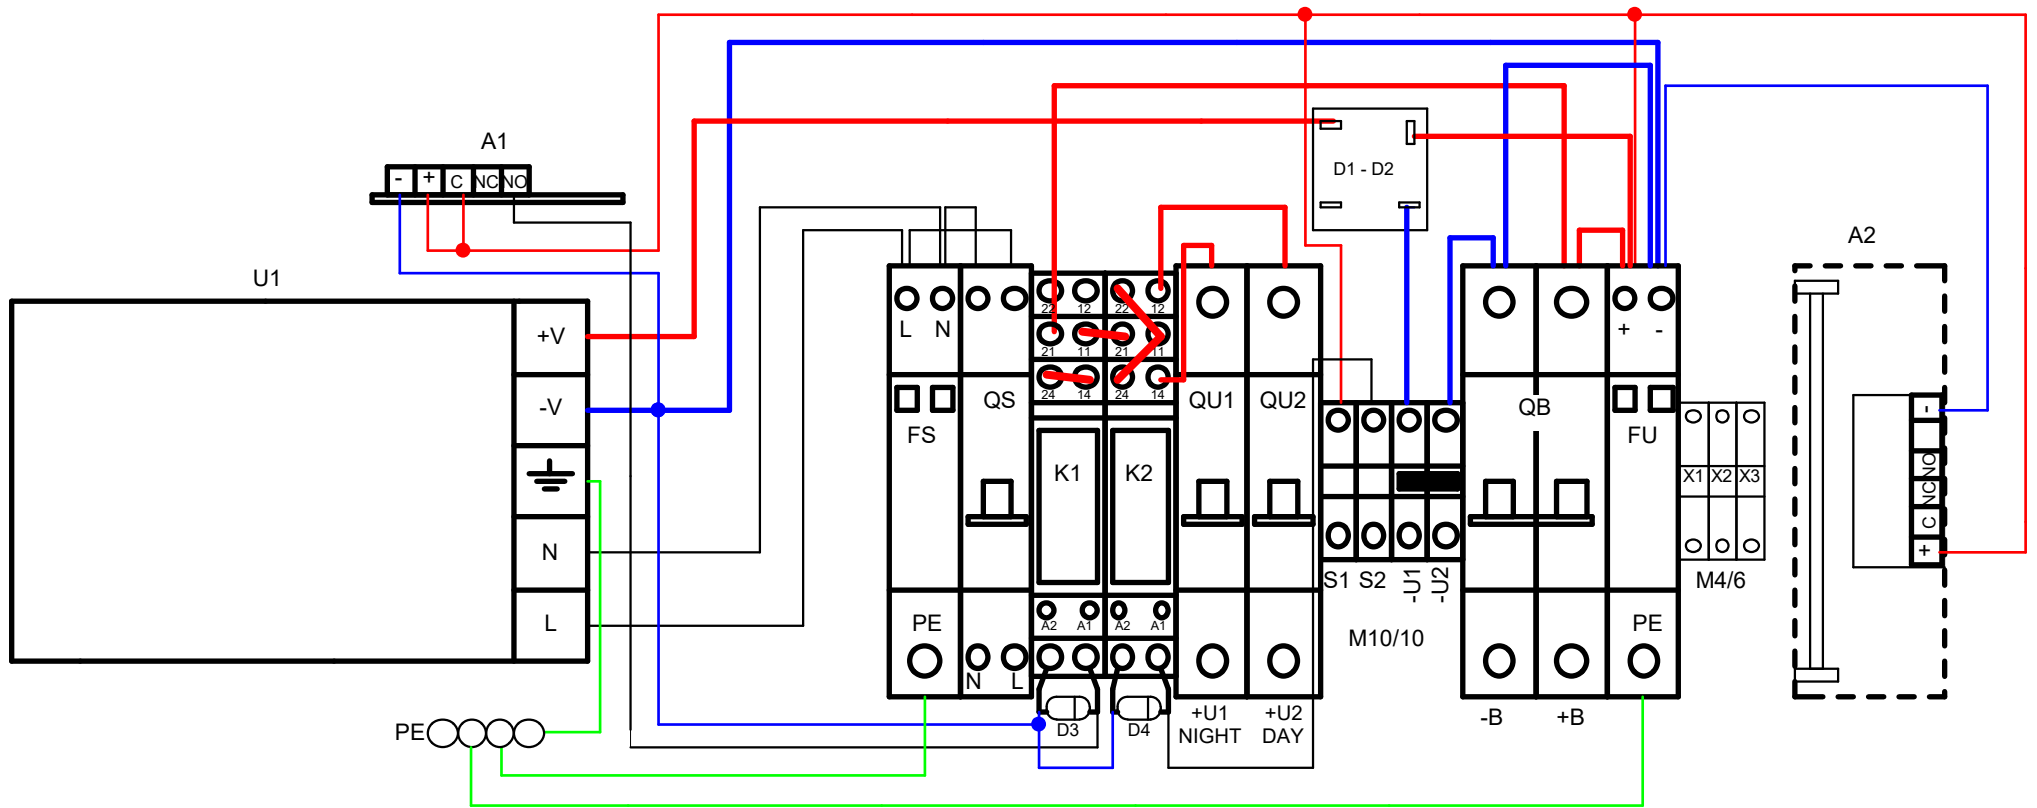 A1
- + C NC NO
U1
+V
-V
N
L
PE
L N
FS
PE
QS
N L
22 12
21 11
24 14
K1
A2 A1
D3
22 12
21 11
24 14
K2
A2 A1
D4
QU1
+U1
NIGHT
QU2
+U2
DAY
D1 - D2
S1 S2 -U1 -U2
M10/10
QB
-B
+B
+ -
FU
PE
X1 X2 X3
M4/6
A2
-
NO
NC
C
+